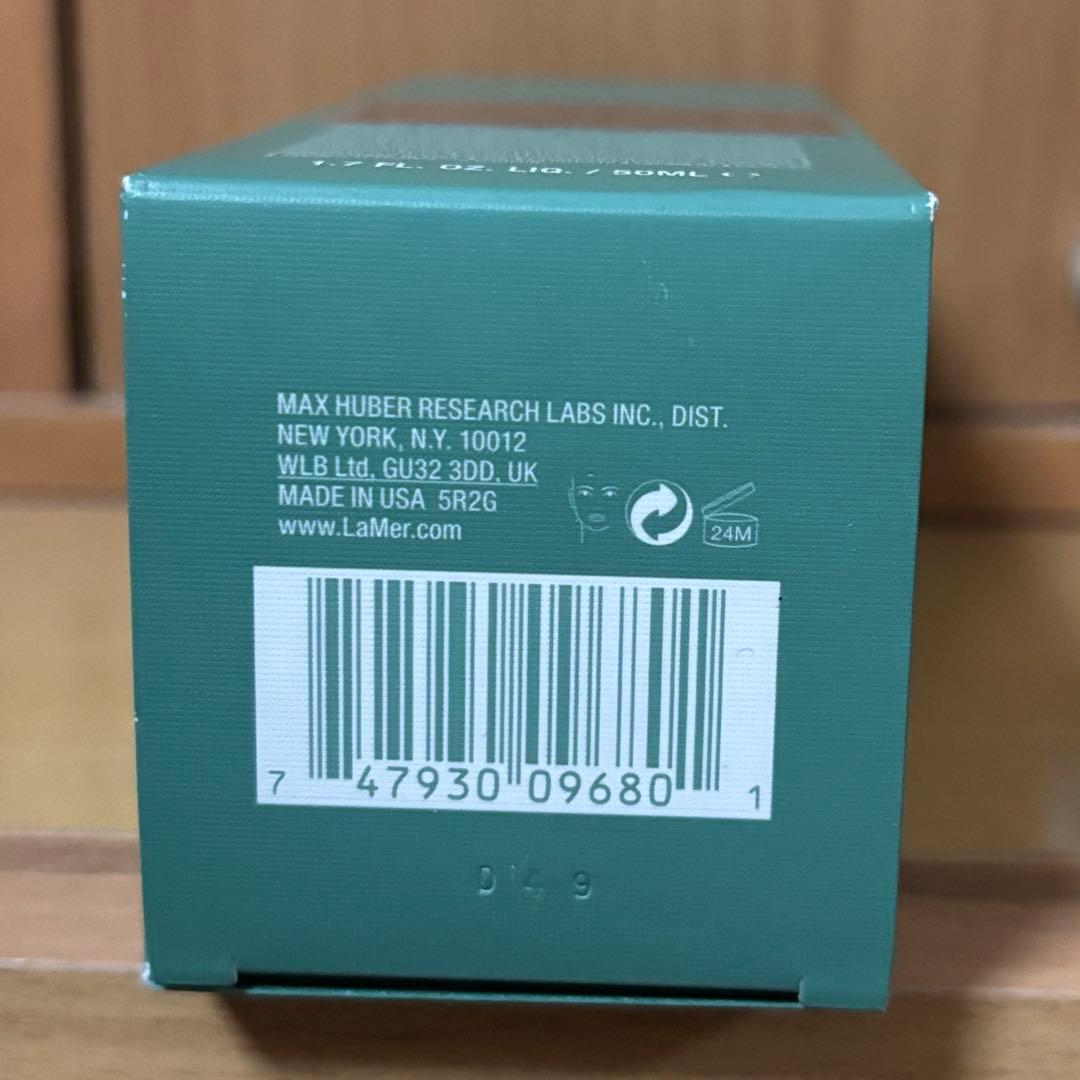 1.7 FL. OZ. LIQ. / 50ML ℮
MAX HUBER RESEARCH LABS INC., DIST.
NEW YORK, N.Y. 10012
WLB Ltd, GU32 3DD, UK
MADE IN USA 5R2G
www.LaMer.com
24M
7 47930 09680 1
D 9